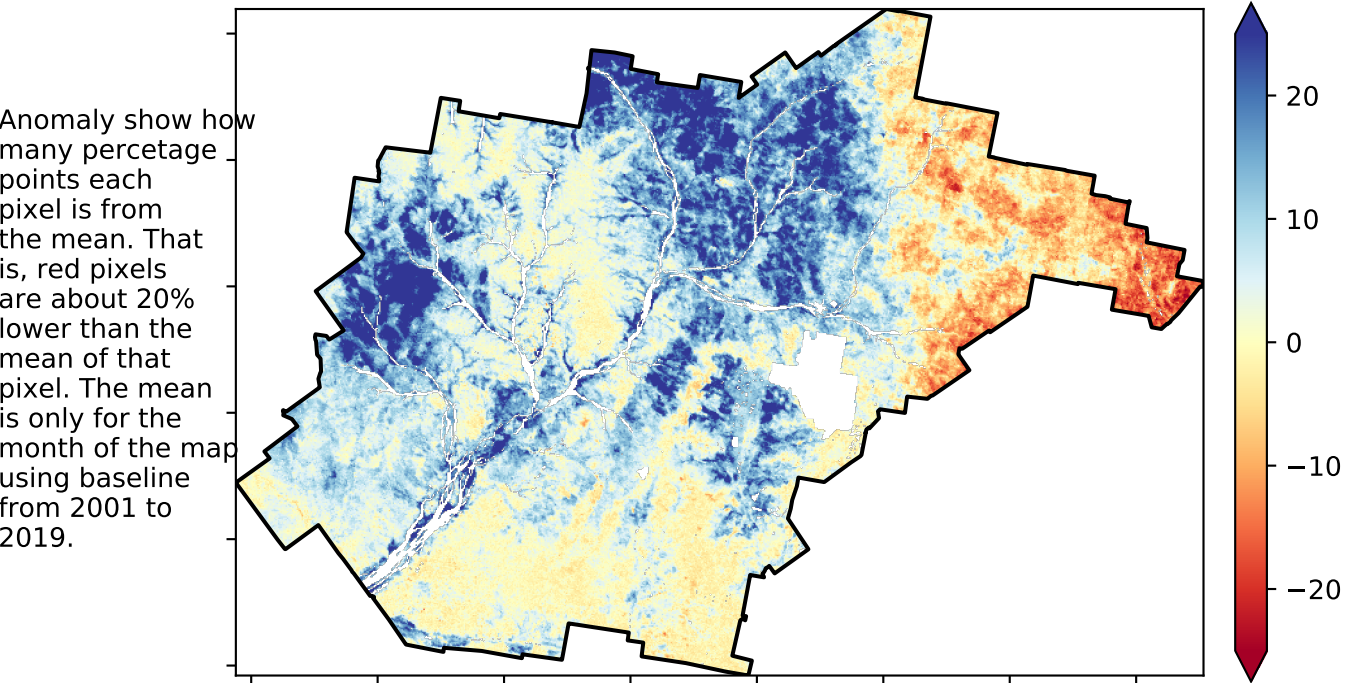 Anomaly show how
many percetage
points each
pixel is from
the mean. That
is, red pixels
are about 20%
lower than the
mean of that
pixel. The mean
is only for the
month of the map
using baseline
from 2001 to
2019.
20
10
0
−10
−20